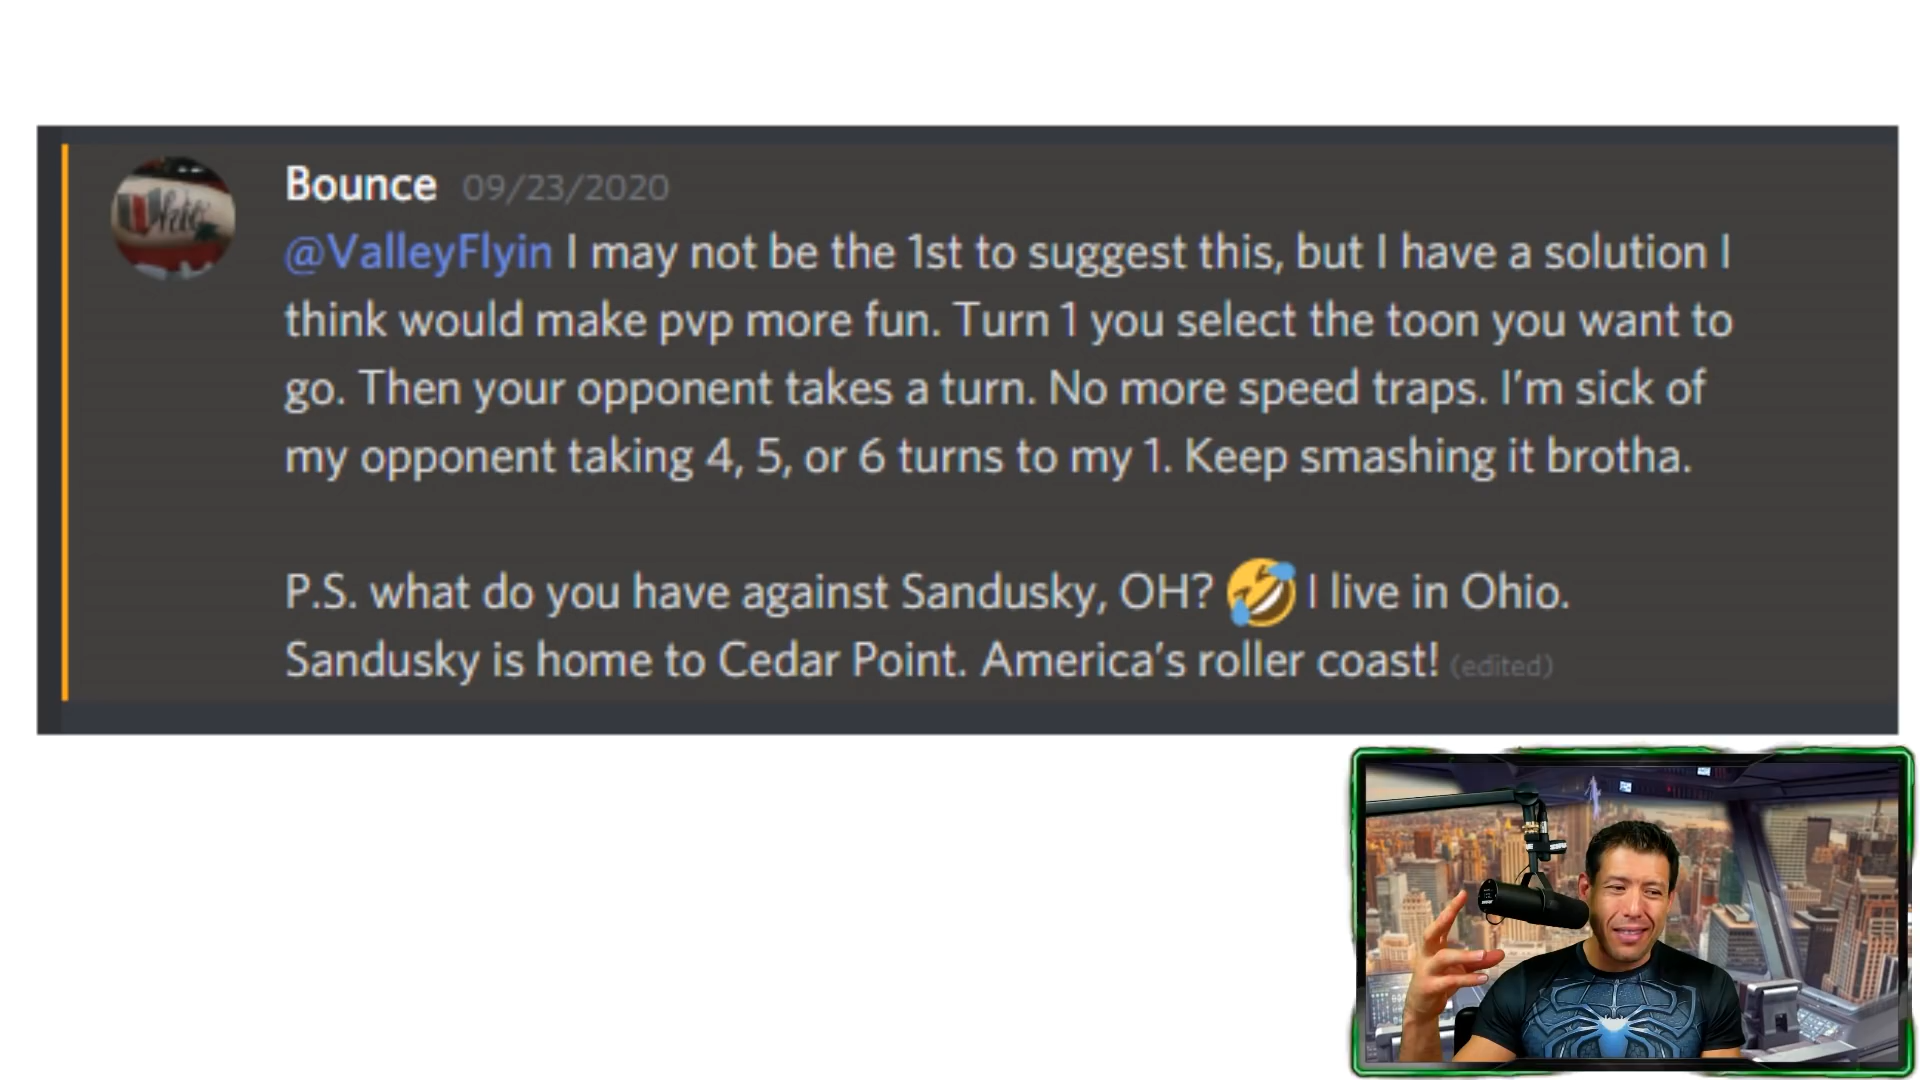 Bounce 09/23/2020
@ValleyFlyin I may not be the 1st to suggest this, but I have a solution I
think would make pvp more fun. Turn 1 you select the toon you want to
go. Then your opponent takes a turn. No more speed traps. I'm sick of
my opponent taking 4, 5, or 6 turns to my 1. Keep smashing it brotha.
P.S. what do you have against Sandusky, OH? 🤣 I live in Ohio.
Sandusky is home to Cedar Point. America's roller coast! (edited)